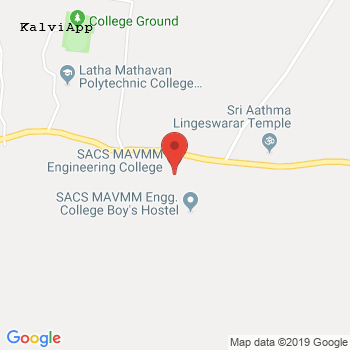 College Ground
KalviApp
Latha Mathavan
Polytechnic College...
Sri Aathma
Lingeswarar Temple
SACS MAVMM
Engineering College
SACS MAVMM Engg.
College Boy's Hostel
Google
Map data ©2019 Google